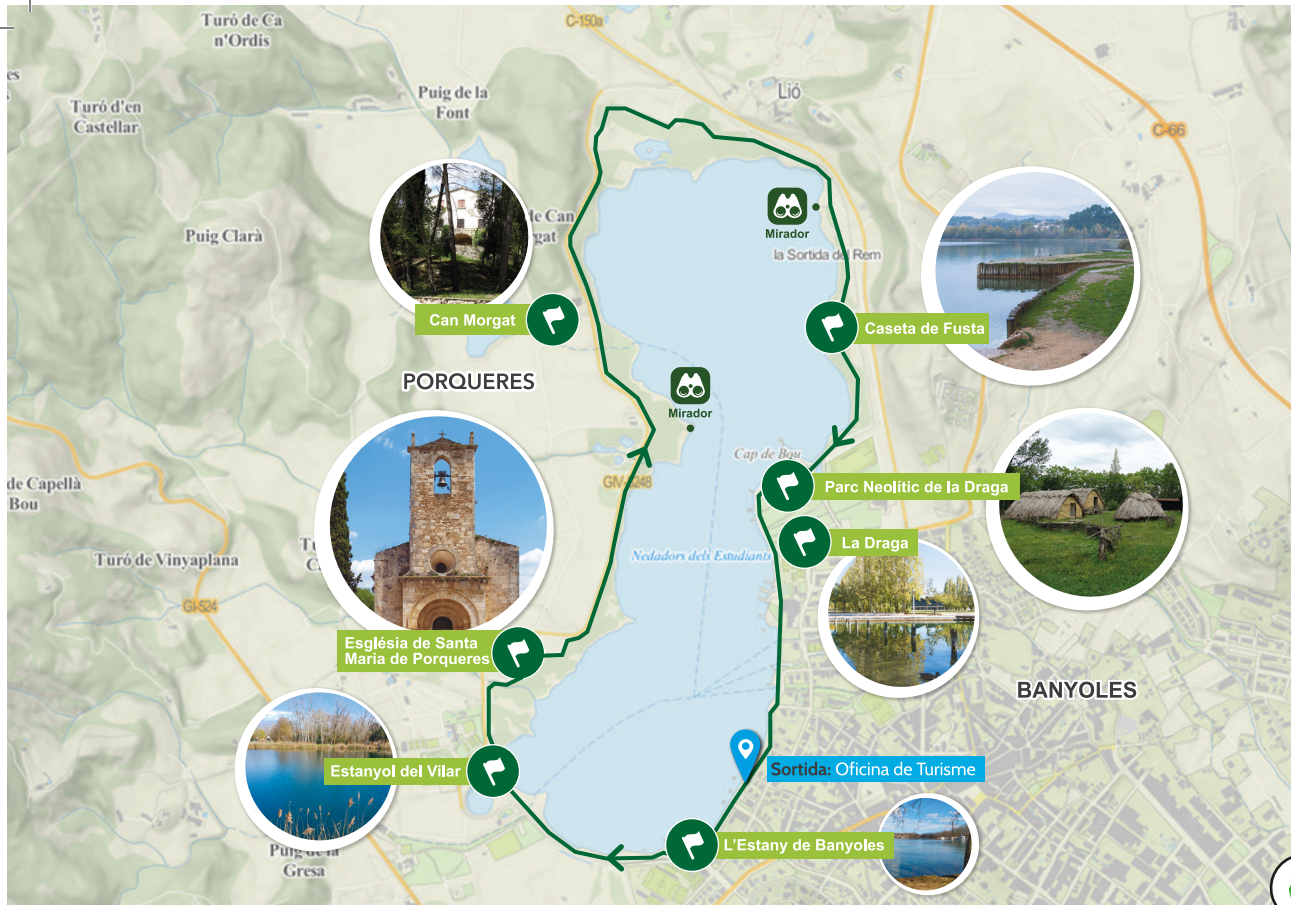 Turó de Ca
n'Ordis
C-150a
Lió
Puig de la
Font
Turó d'en
Castellar
C-66
Puig Clarà
de Can
Mirador
la Sortida del Rem
Can Morgat
Caseta de Fusta
PORQUERES
Mirador
Cap de Bou
de Capellà
Bou
Parc Neolític de la Draga
La Draga
Nedadors dels Estudiants
Turó de Vinyaplana
GI-524
Església de Santa
Maria de Porqueres
BANYOLES
Estanyol del Vilar
Sortida: Oficina de Turisme
L'Estany de Banyoles
Puig de la
Gresa